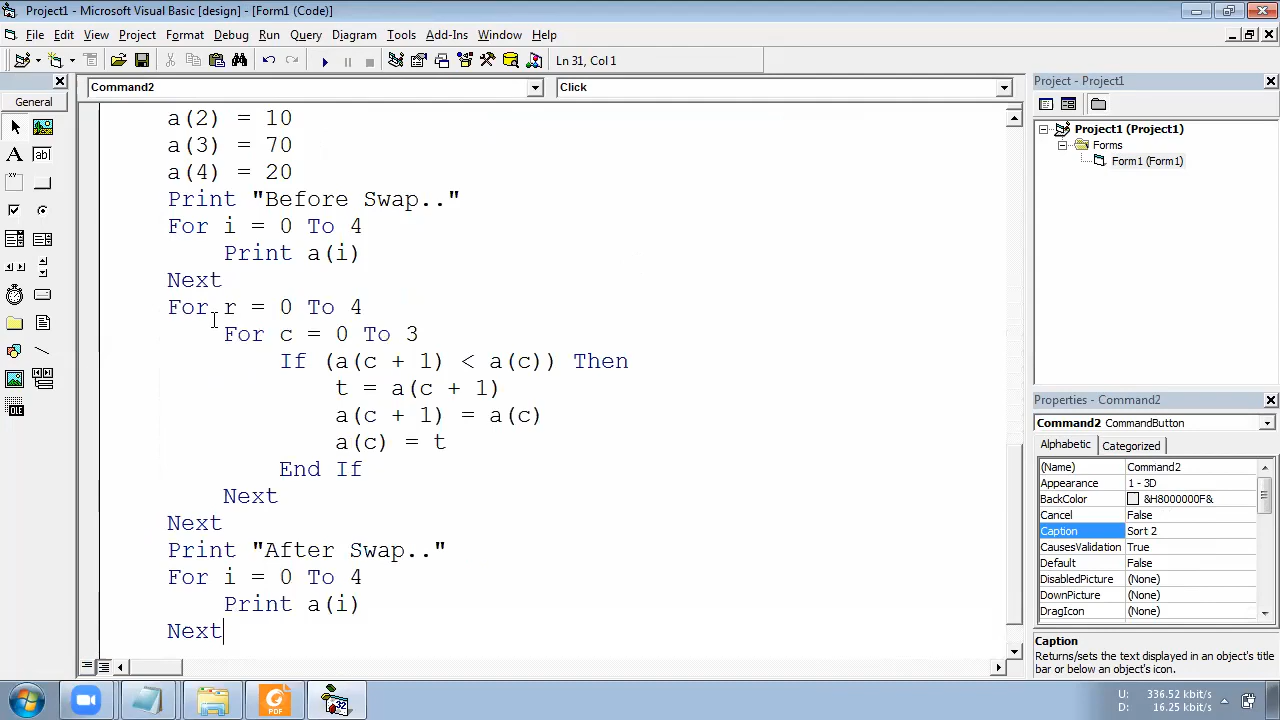 Project1 - Microsoft Visual Basic [design] - [Form1 (Code)]
File Edit View Project Format Debug Run Query Diagram Tools Add-Ins Window Help
Ln 31, Col 1
General
Command2
Click
a(2) = 10
a(3) = 70
a(4) = 20
Print "Before Swap.."
For i = 0 To 4
Print a(i)
Next
For r = 0 To 4
For c = 0 To 3
If (a(c + 1) < a(c)) Then
t = a(c + 1)
a(c + 1) = a(c)
a(c) = t
End If
Next
Next
Print "After Swap.."
For i = 0 To 4
Print a(i)
Next
Project - Project1
Project1 (Project1)
Forms
Form1 (Form1)
Properties - Command2
Command2 CommandButton
Alphabetic Categorized
(Name) Command2
Appearance 1 - 3D
BackColor &H8000000F&
Cancel False
Caption Sort 2
CausesValidation True
Default False
DisabledPicture (None)
DownPicture (None)
DragIcon (None)
Caption
Returns/sets the text displayed in an object's title bar or below an object's icon.
A
ab|
OLE
PDF
32
U: 336.52 kbit/s
D: 16.25 kbit/s